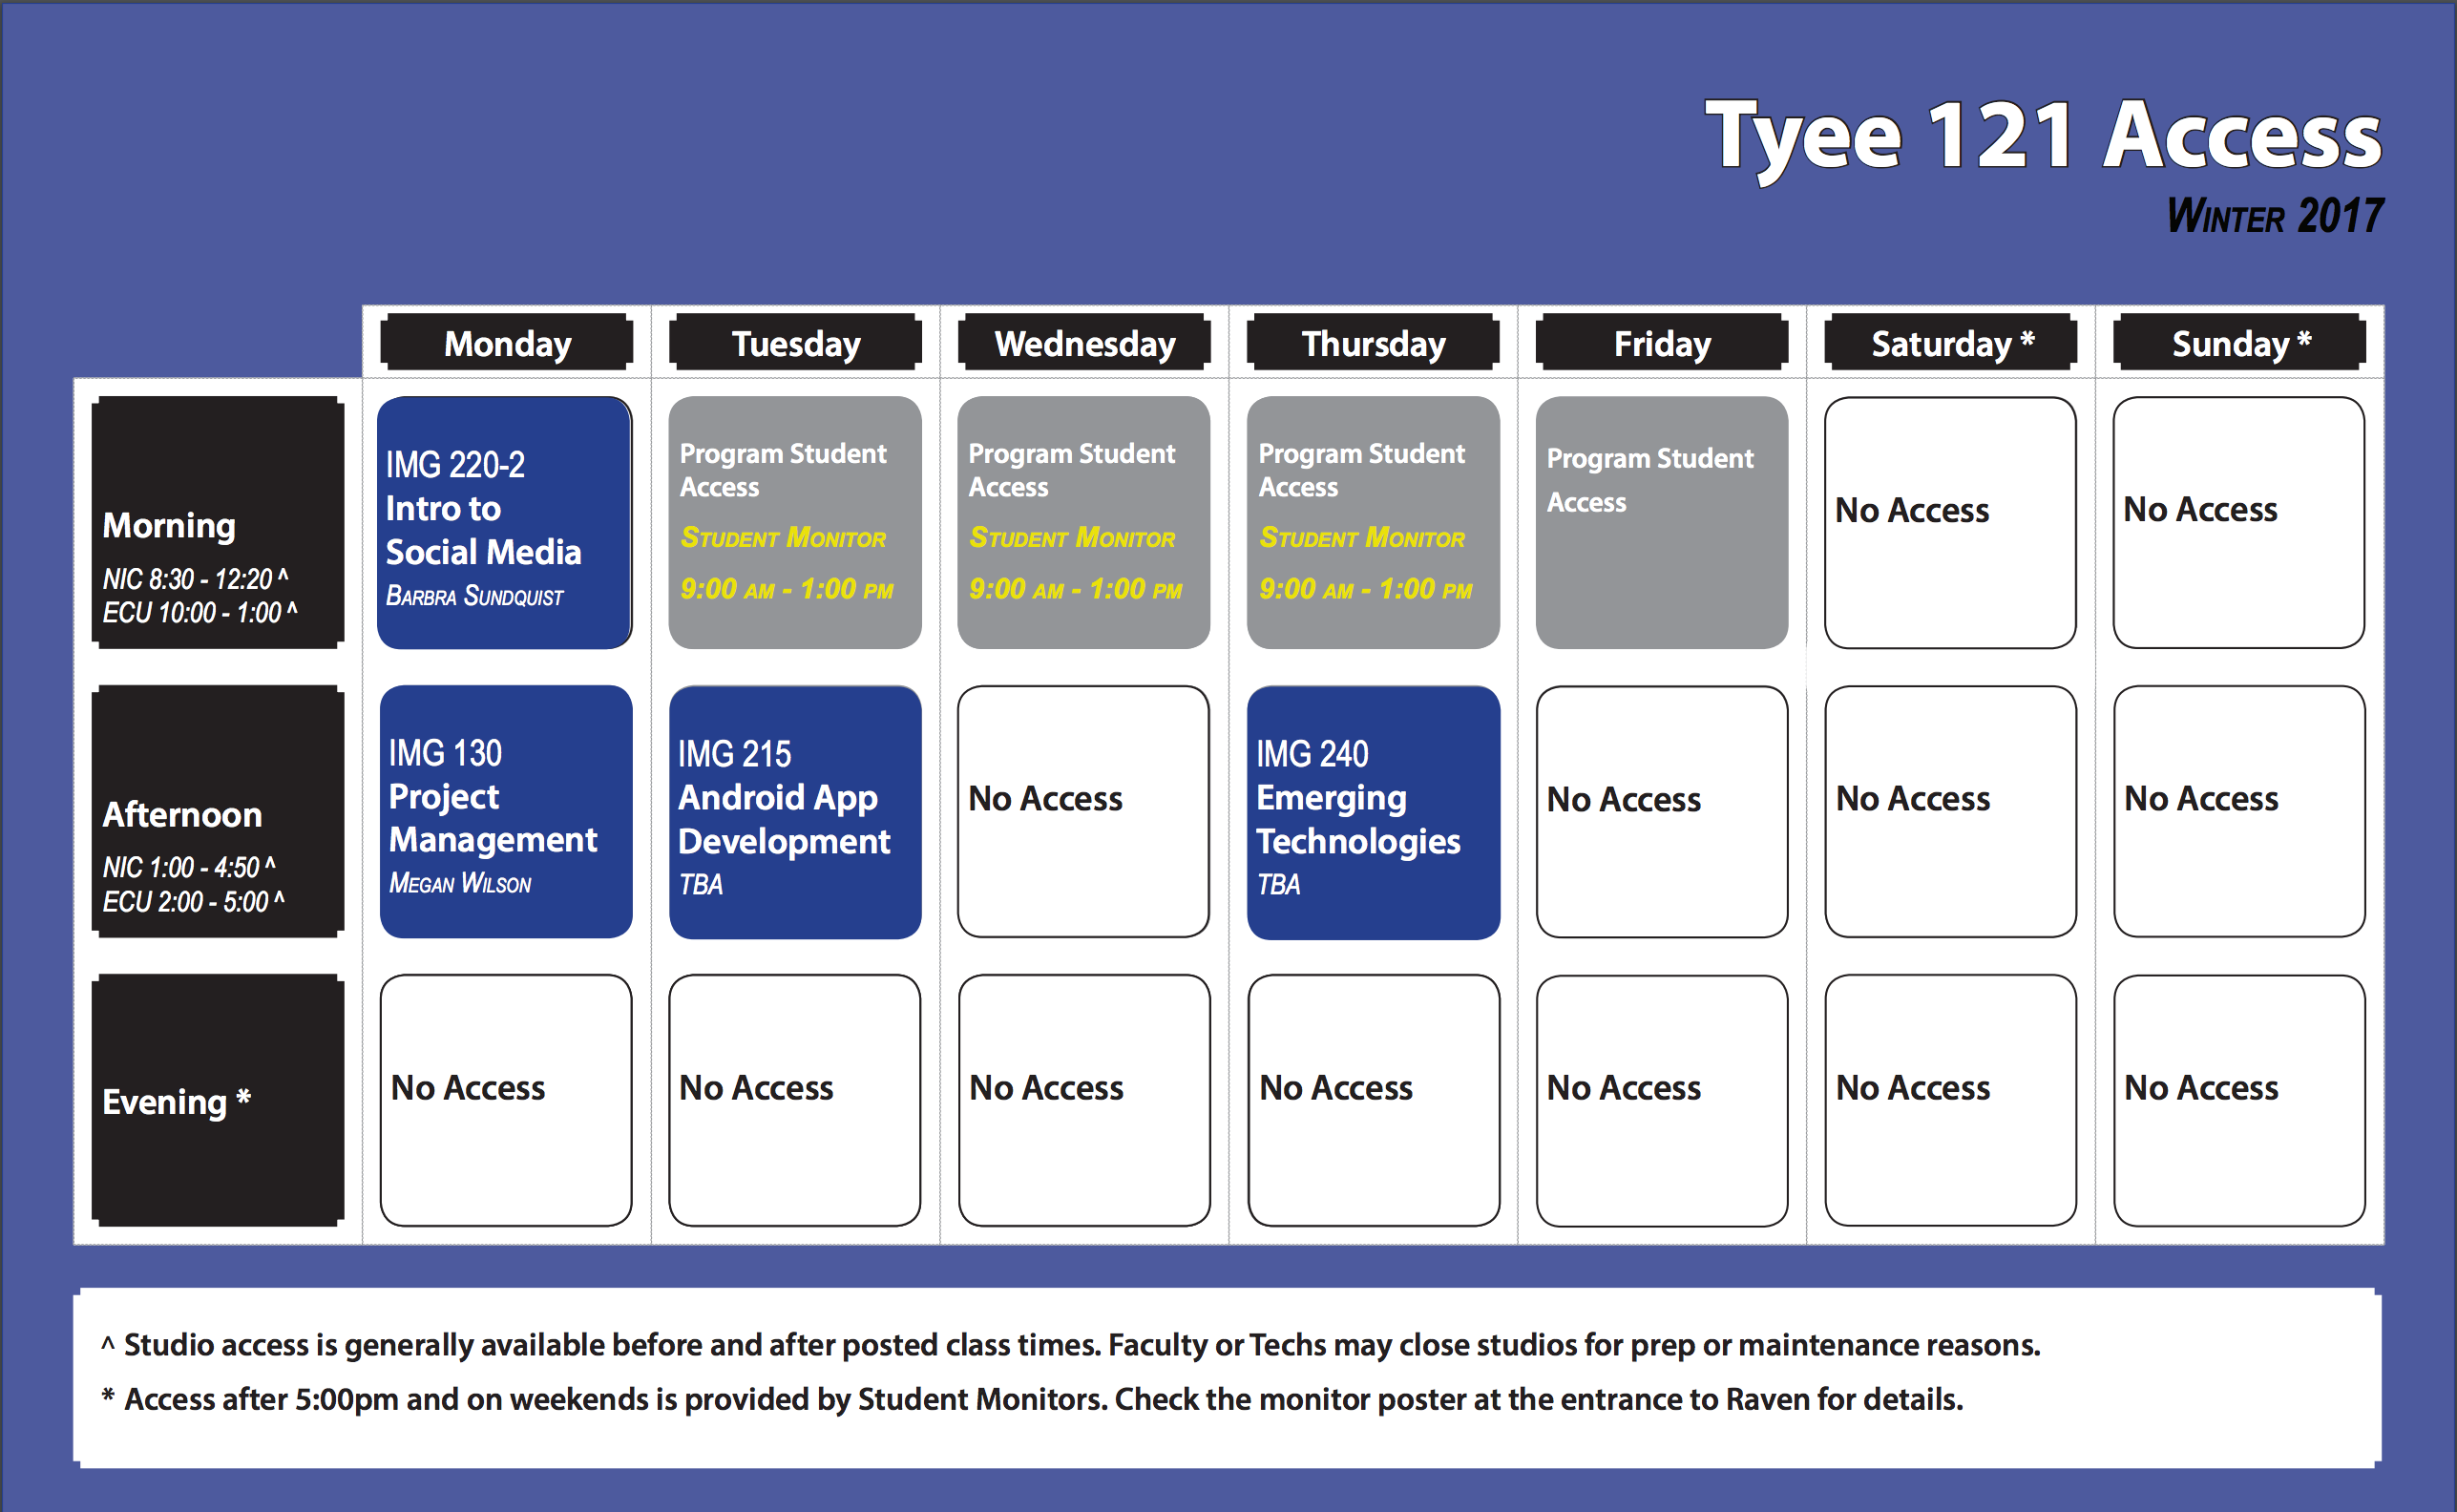 Tyee 121 Access
Winter 2017
Monday
Tuesday
Wednesday
Thursday
Friday
Saturday *
Sunday *
Morning
NIC 8:30 - 12:20 ^
ECU 10:00 - 1:00 ^
IMG 220-2
Intro to
Social Media
Barbra Sundquist
Program Student
Access
Student Monitor
9:00 am - 1:00 pm
Program Student
Access
Student Monitor
9:00 am - 1:00 pm
Program Student
Access
Student Monitor
9:00 am - 1:00 pm
Program Student
Access
No Access
No Access
Afternoon
NIC 1:00 - 4:50 ^
ECU 2:00 - 5:00 ^
IMG 130
Project
Management
Megan Wilson
IMG 215
Android App
Development
TBA
No Access
IMG 240
Emerging
Technologies
TBA
No Access
No Access
No Access
Evening *
No Access
No Access
No Access
No Access
No Access
No Access
No Access
^ Studio access is generally available before and after posted class times. Faculty or Techs may close studios for prep or maintenance reasons.
* Access after 5:00pm and on weekends is provided by Student Monitors. Check the monitor poster at the entrance to Raven for details.